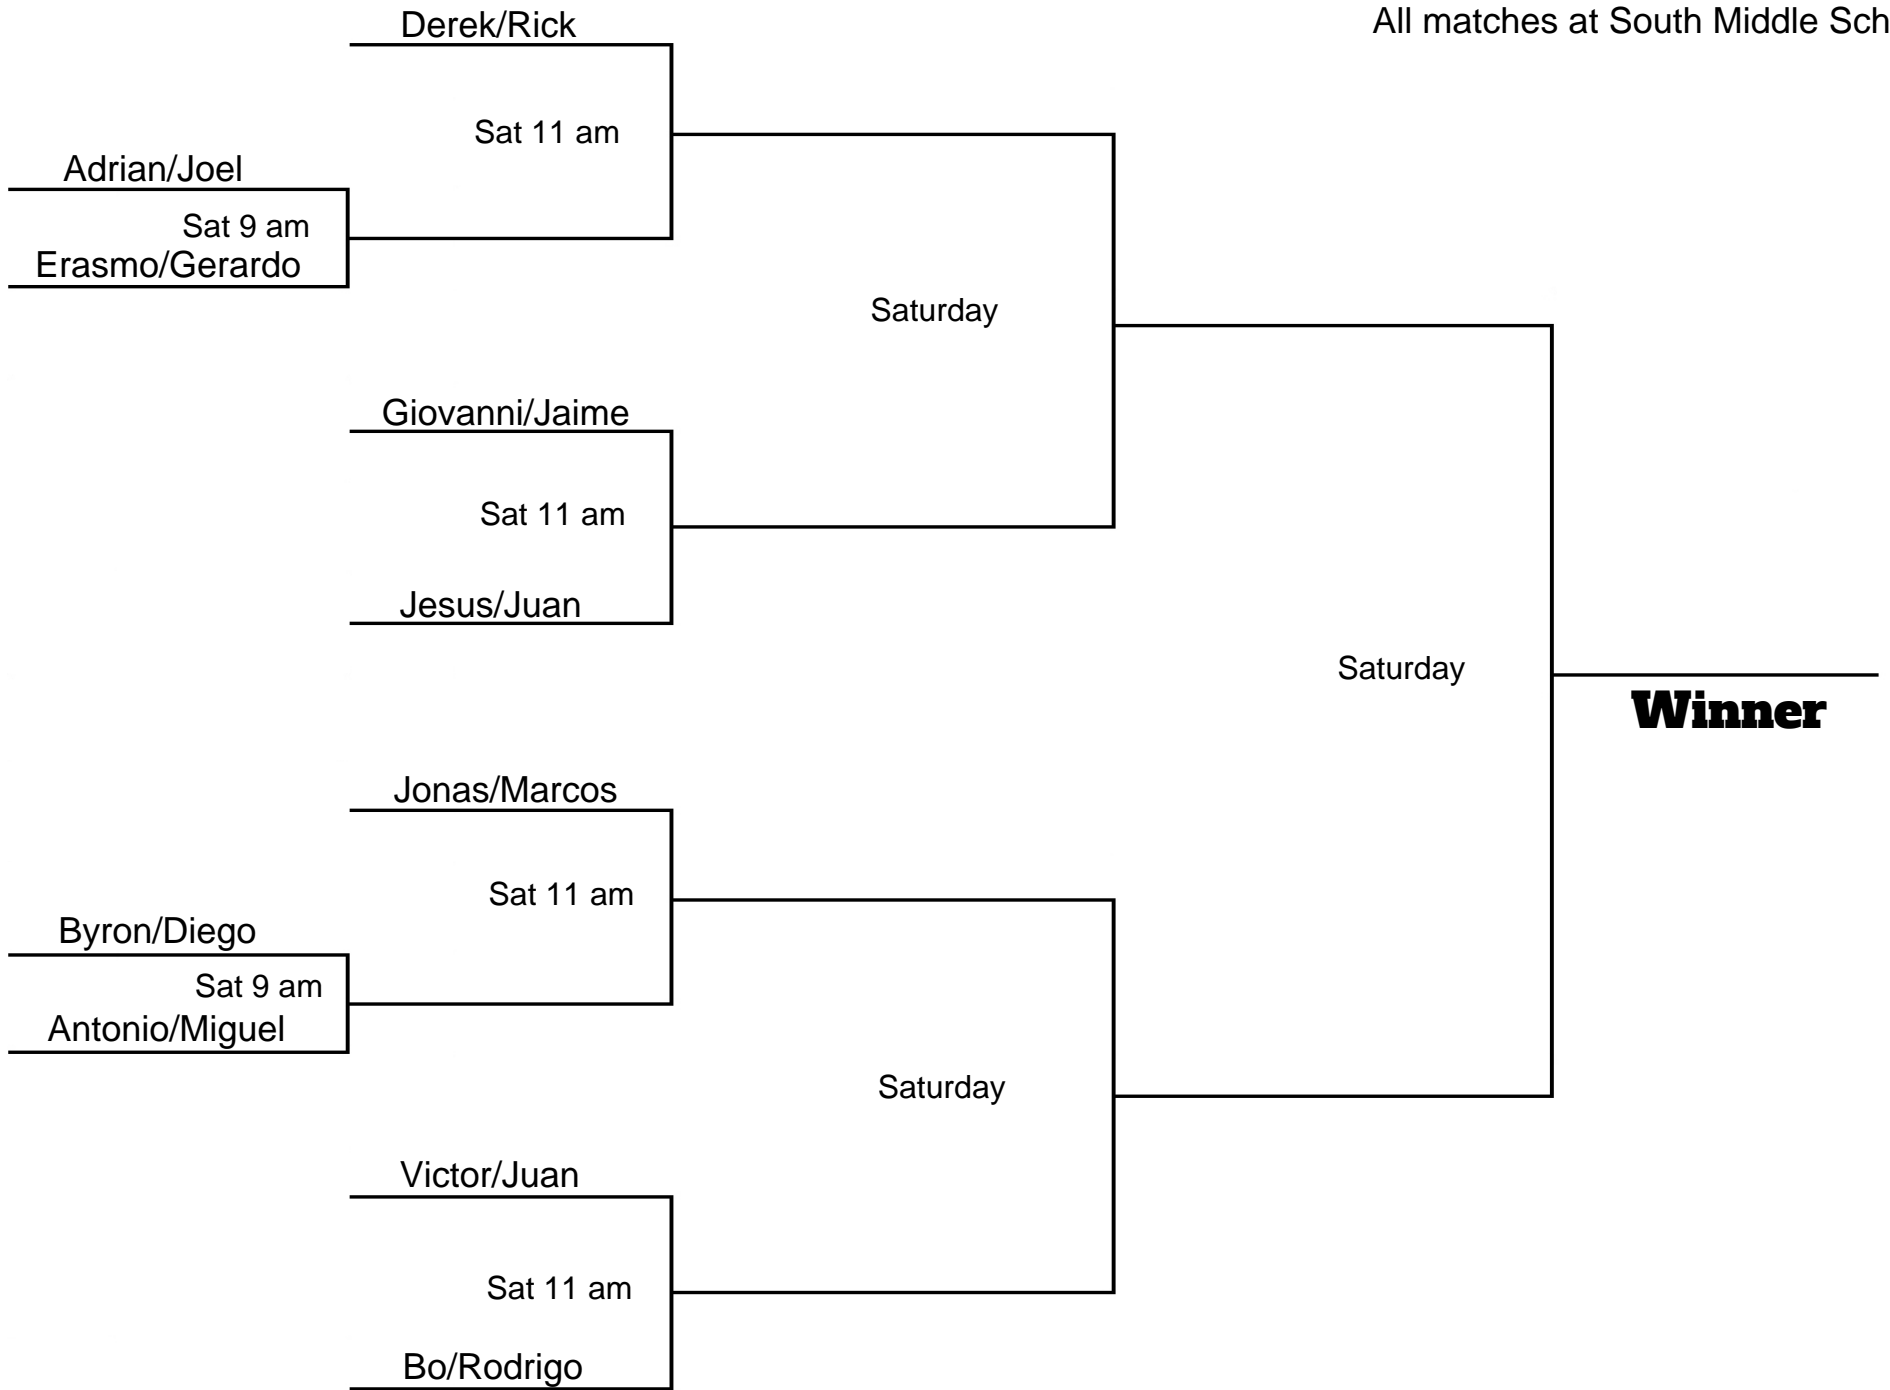 Derek/Rick
All matches at South Middle Sch
Sat 11 am
Adrian/Joel
Sat 9 am
Erasmo/Gerardo
Saturday
Giovanni/Jaime
Sat 11 am
Jesus/Juan
Saturday
Winner
Jonas/Marcos
Sat 11 am
Byron/Diego
Sat 9 am
Antonio/Miguel
Saturday
Victor/Juan
Sat 11 am
Bo/Rodrigo